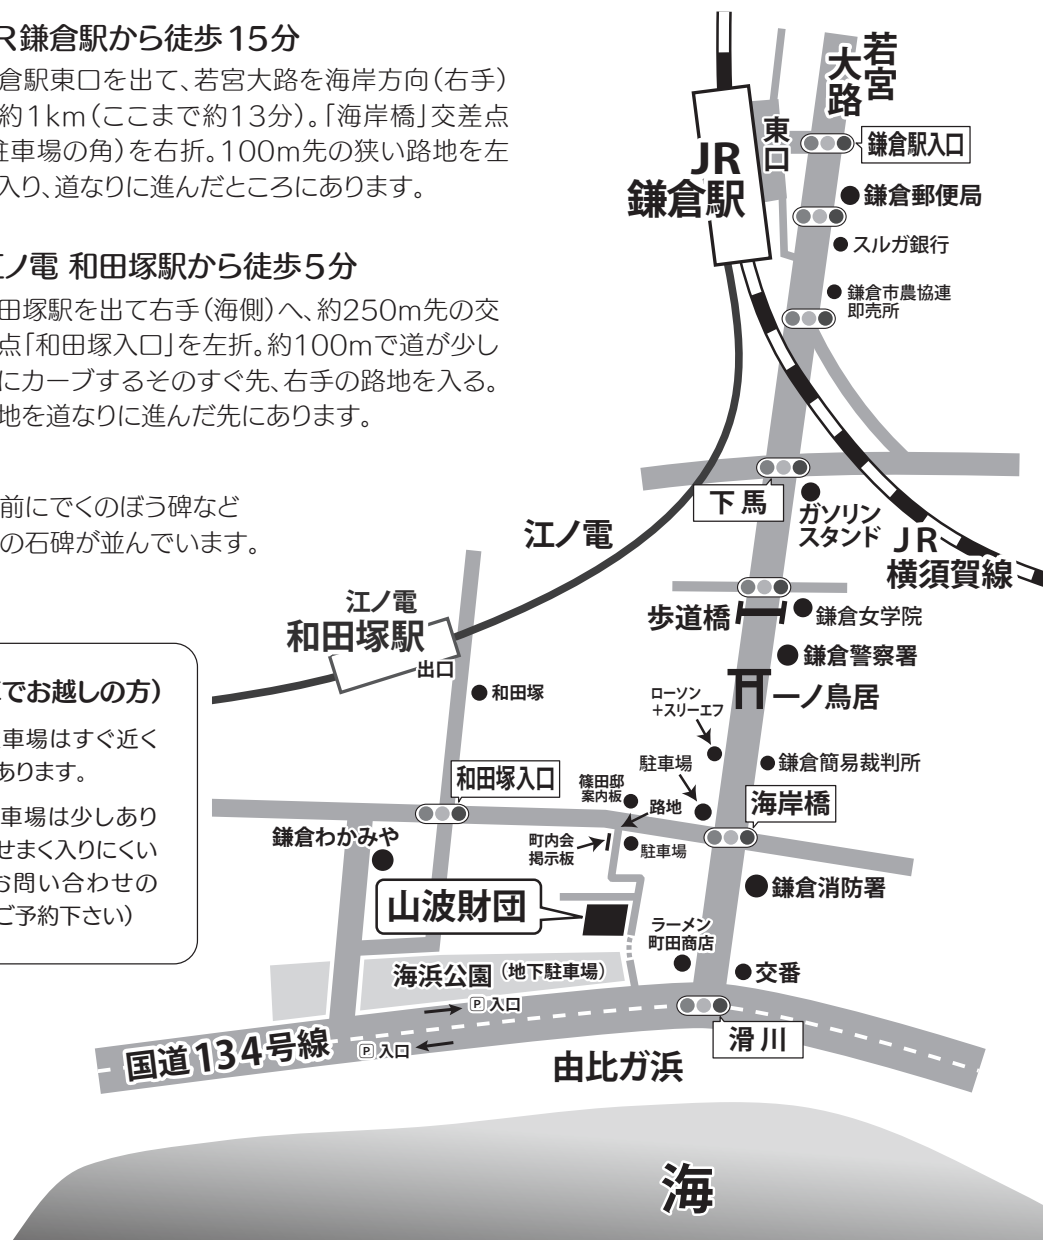 R鎌倉駅から徒歩15分
倉駅東口を出て、若宮大路を海岸方向(右手)
約1km(ここまで約13分)。「海岸橋」交差点
駐車場の角)を右折。100m先の狭い路地を左
入り、道なりに進んだところにあります。
江ノ電 和田塚駅から徒歩5分
田塚駅を出て右手(海側)へ、約250m先の交
点「和田塚入口」を左折。約100mで道が少し
にカーブするそのすぐ先、右手の路地を入る。
地を道なりに進んだ先にあります。
前にでくのぼう碑など
の石碑が並んでいます。
でお越しの方)
車場はすぐ近く
あります。
車場は少しあり
せまく入りにくい
お問い合わせの
ご予約下さい)
若宮
大路
東口
鎌倉駅入口
JR
鎌倉駅
鎌倉郵便局
スルガ銀行
鎌倉市農協連
即売所
下馬
ガソリン
スタンド
JR
横須賀線
江ノ電
江ノ電
和田塚駅
出口
歩道橋
鎌倉女学院
鎌倉警察署
一ノ鳥居
和田塚
ローソン
+スリーエフ
鎌倉簡易裁判所
駐車場
和田塚入口
篠田邸
案内板
路地
海岸橋
鎌倉わかみや
町内会
掲示板
駐車場
鎌倉消防署
山波財団
ラーメン
町田商店
海浜公園(地下駐車場)
交番
P 入口
国道134号線
P 入口
滑川
由比ガ浜
海